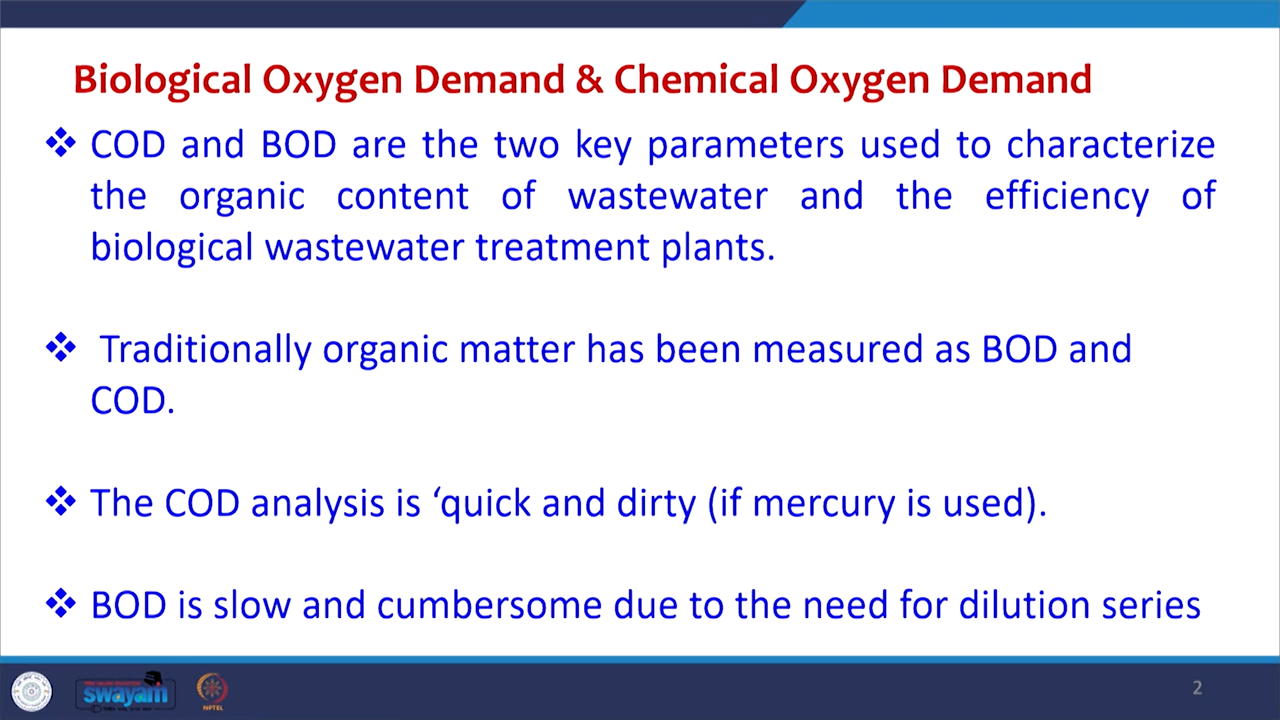 Biological Oxygen Demand & Chemical Oxygen Demand
❖ COD and BOD are the two key parameters used to characterize
the organic content of wastewater and the efficiency of
biological wastewater treatment plants.
❖ Traditionally organic matter has been measured as BOD and
COD.
❖ The COD analysis is ‘quick and dirty (if mercury is used).
❖ BOD is slow and cumbersome due to the need for dilution series
swayam
NPTEL
2